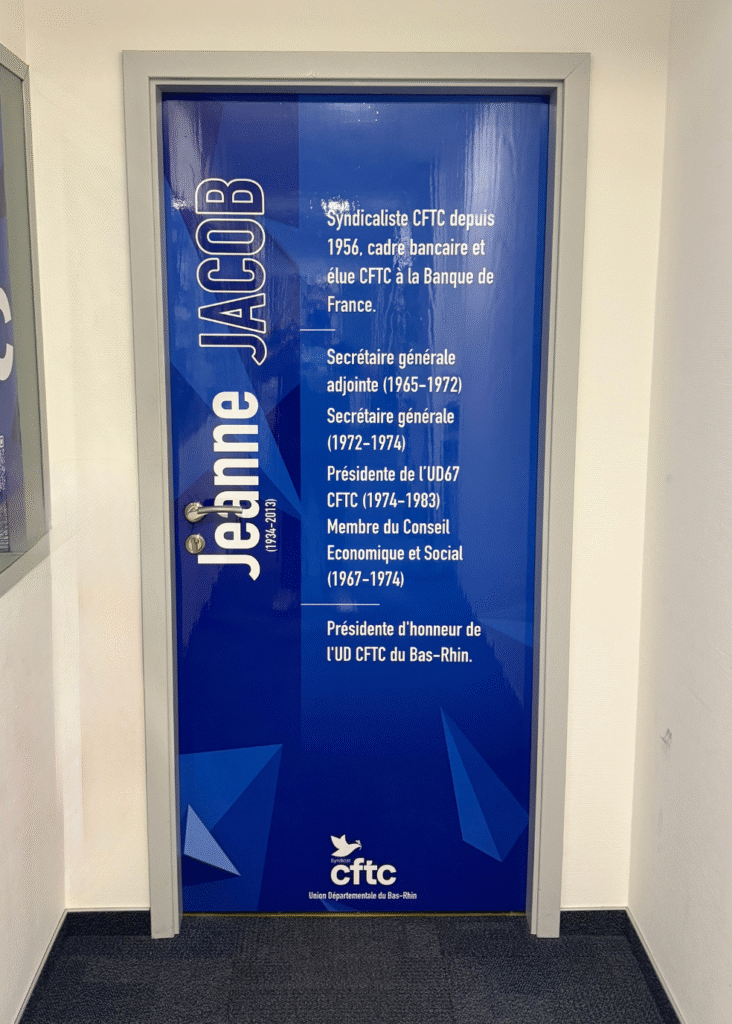 Jeanne JACOB
(1934-2013)
Syndicaliste CFTC depuis
1956, cadre bancaire et
élue CFTC à la Banque de
France.
Secrétaire générale
adjointe (1965-1972)
Secrétaire générale
(1972-1974)
Présidente de l'UD67
CFTC (1974-1983)
Membre du Conseil
Economique et Social
(1967-1974)
Présidente d'honneur de
l'UD CFTC du Bas-Rhin.
Syndicat
cftc
Union Départementale du Bas-Rhin